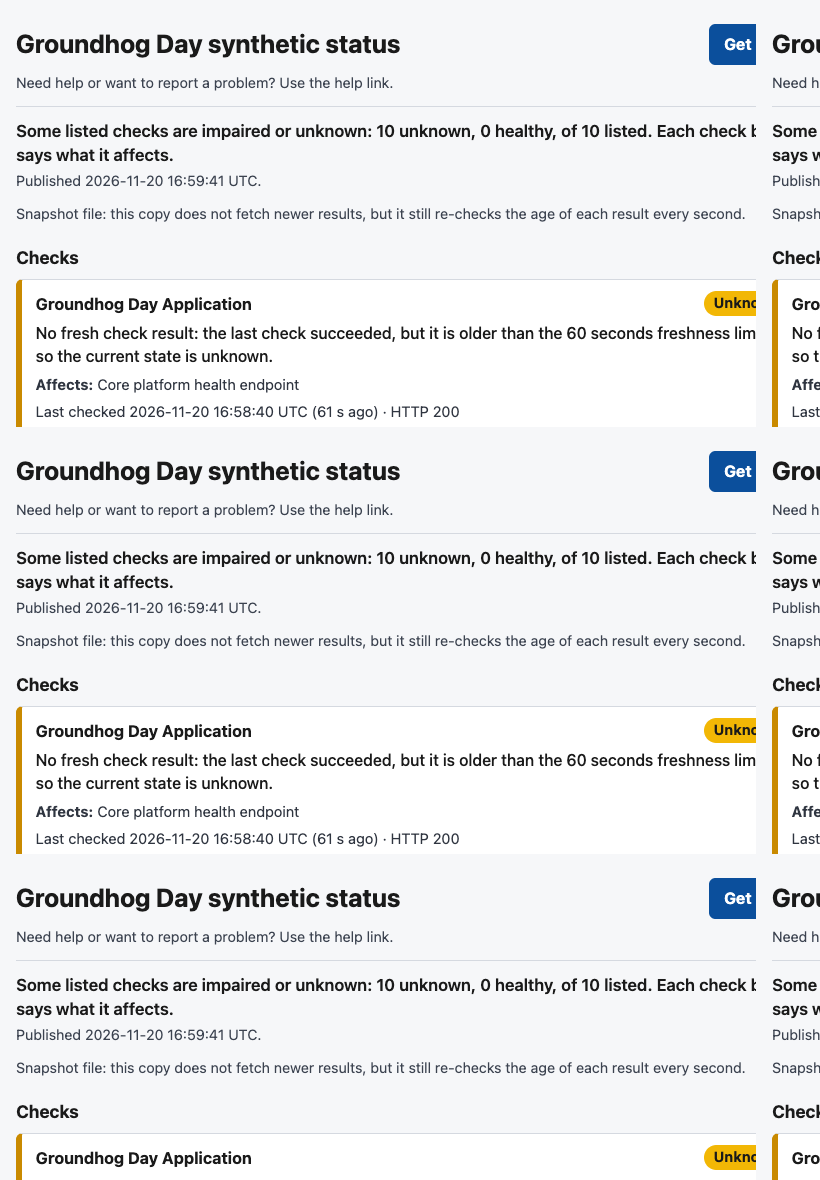 Groundhog Day synthetic status
Get
Need help or want to report a problem? Use the help link.
Some listed checks are impaired or unknown: 10 unknown, 0 healthy, of 10 listed. Each check
says what it affects.
Published 2026-11-20 16:59:41 UTC.
Snapshot file: this copy does not fetch newer results, but it still re-checks the age of each result every second.
Checks
Groundhog Day Application
No fresh check result: the last check succeeded, but it is older than the 60 seconds freshness
so the current state is unknown.
Affects: Core platform health endpoint
Last checked 2026-11-20 16:58:40 UTC (61 s ago) · HTTP 200
Need
Some
says
No
so
Last
Groundhog Day synthetic status
Get
Need help or want to report a problem? Use the help link.
Some listed checks are impaired or unknown: 10 unknown, 0 healthy, of 10 listed. Each check
says what it affects.
Published 2026-11-20 16:59:41 UTC.
Snapshot file: this copy does not fetch newer results, but it still re-checks the age of each result every second.
Checks
Groundhog Day Application
No fresh check result: the last check succeeded, but it is older than the 60 seconds freshness
so the current state is unknown.
Affects: Core platform health endpoint
Last checked 2026-11-20 16:58:40 UTC (61 s ago) · HTTP 200
Need
Some
says
No
so
Last
Groundhog Day synthetic status
Get
Need help or want to report a problem? Use the help link.
Some listed checks are impaired or unknown: 10 unknown, 0 healthy, of 10 listed. Each check
says what it affects.
Published 2026-11-20 16:59:41 UTC.
Snapshot file: this copy does not fetch newer results, but it still re-checks the age of each result every second.
Checks
Groundhog Day Application
Need
Some
says